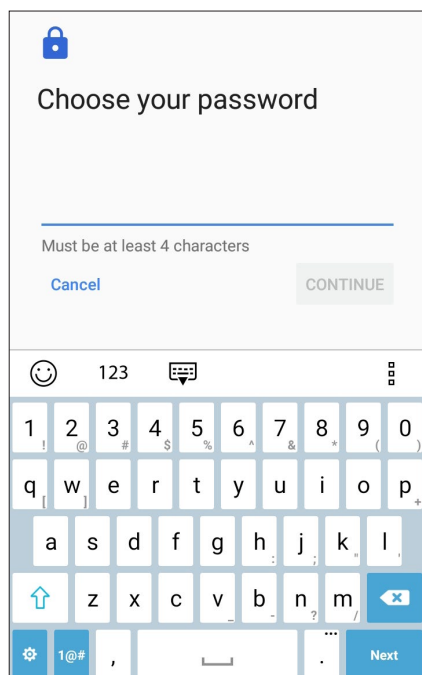 Choose your password
Must be at least 4 characters
Cancel CONTINUE
123
1 ! 2 @ 3 # 4 $ 5 % 6 ^ 7 & 8 * 9 ( 0 )
q [ w ] e r t y u i o p +
a s d f g h : j ; k " l '
z x c v _ b - n ? m /
1@# , . ... Next